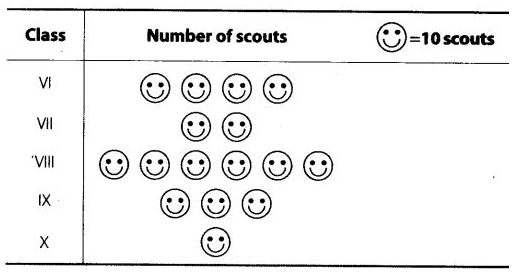 Class Number of scouts =10 scouts
VI
VII
VIII
IX
X